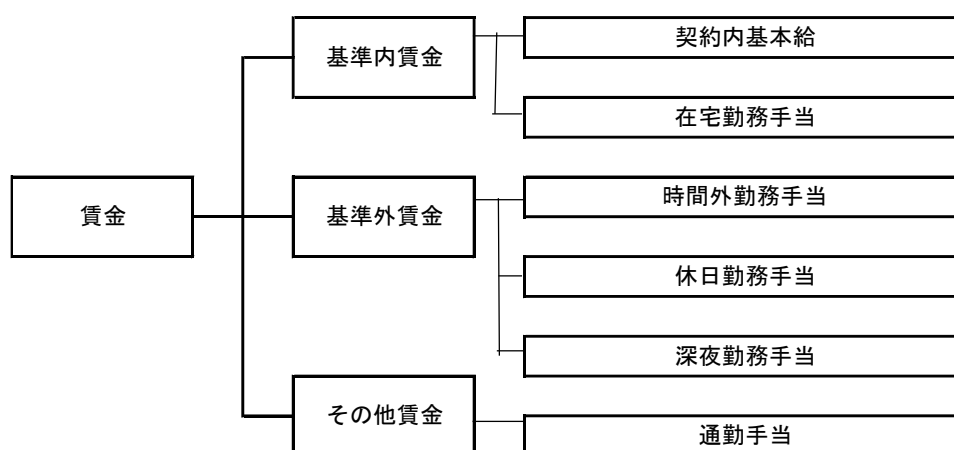 契約内基本給
基準内賃金
在宅勤務手当
時間外勤務手当
賃金
基準外賃金
休日勤務手当
深夜勤務手当
その他賃金
通勤手当